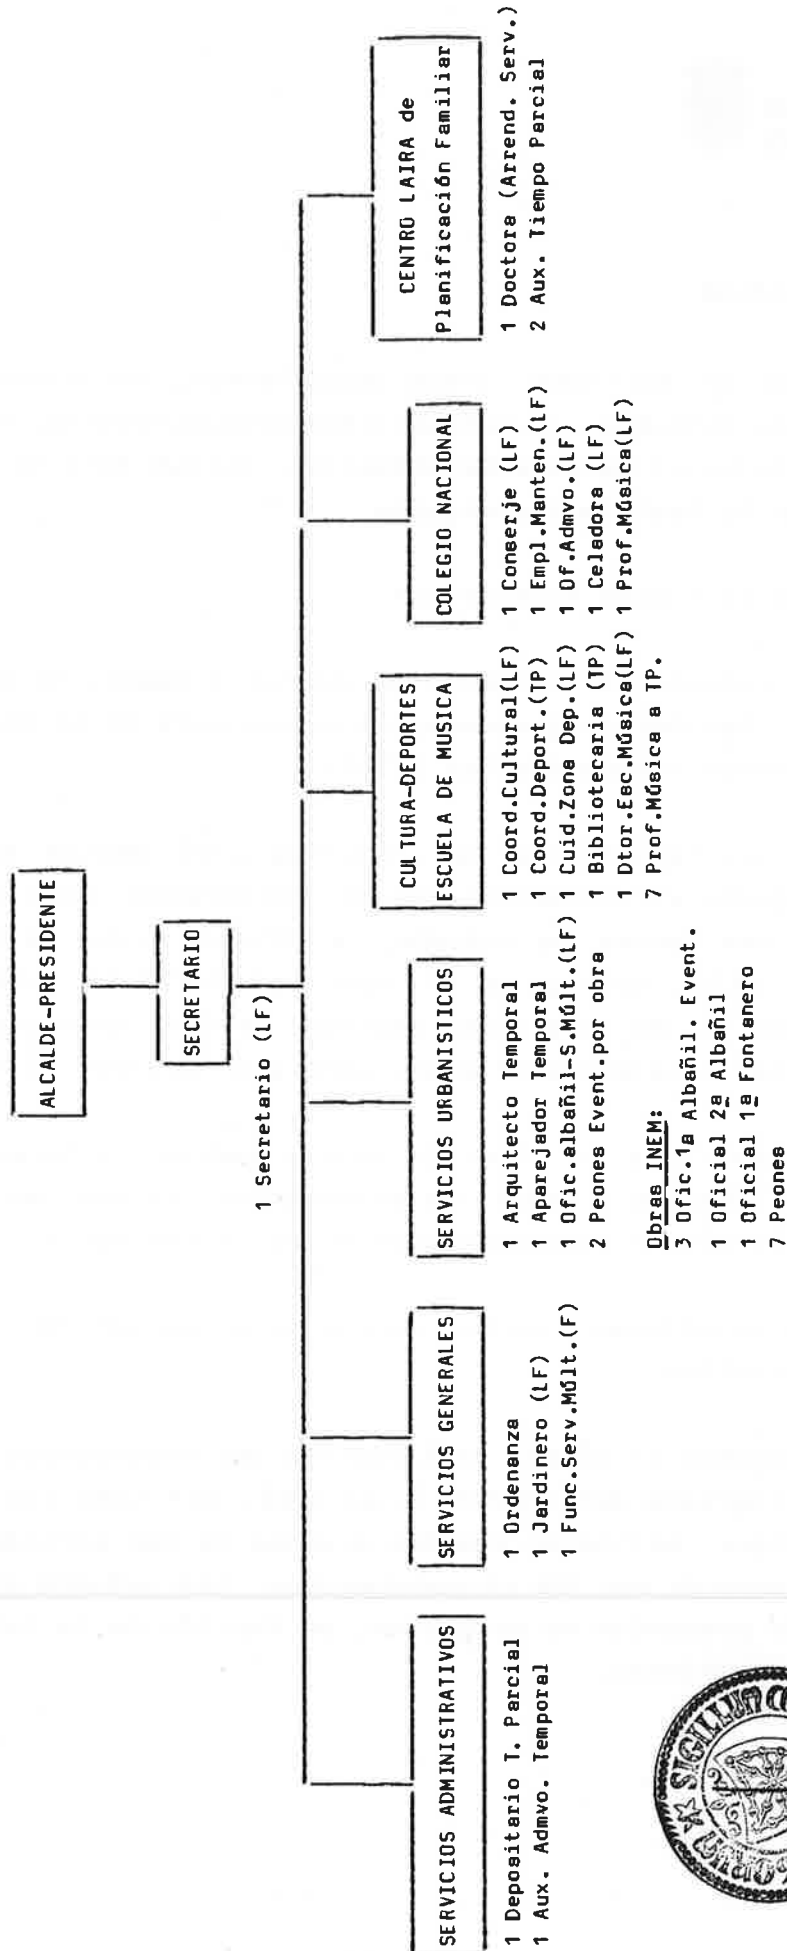 ALCALDE-PRESIDENTE
SECRETARIO
1 Secretario (LF)
SERVICIOS ADMINISTRATIVOS
1 Depositario T. Parcial
1 Aux. Admvo. Temporal
SERVICIOS GENERALES
1 Ordenanza
1 Jardinero (LF)
1 Func.Serv.Múlt.(F)
SERVICIOS URBANISTICOS
1 Arquitecto Temporal
1 Aparejador Temporal
1 Ofic.albañil-S.Múlt.(LF)
2 Peones Event.por obra
Obras INEM:
3 Ofic.1a Albañil. Event.
1 Oficial 2ª Albañil
1 Oficial 1ª Fontanero
7 Peones
CULTURA-DEPORTES
ESCUELA DE MUSICA
1 Coord.Cultural(LF)
1 Coord.Deport.(TP)
1 Cuid.Zona Dep.(LF)
1 Bibliotecaria (TP)
1 Dtor.Esc.Música(LF)
7 Prof.Música a TP.
COLEGIO NACIONAL
1 Conserje (LF)
1 Empl.Manten.(LF)
1 Of.Admvo.(LF)
1 Celadora (LF)
1 Prof.Música(LF)
CENTRO LAIRA de
Planificación Familiar
1 Doctora (Arrend. Serv.)
2 Aux. Tiempo Parcial
SIGILLUM